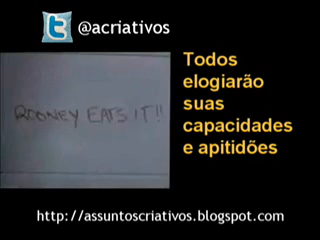 @acriativos
Todos
elogiarão
suas
capacidades
e apitidões
RODNEY EATS IT!!
http://assuntoscriativos.blogspot.com